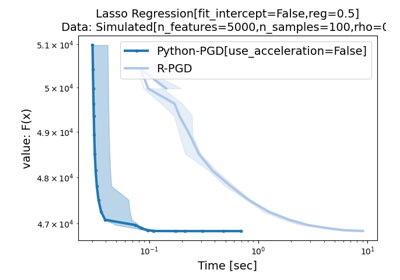 Lasso Regression[fit_intercept=False,reg=0.5]
Data: Simulated[n_features=5000,n_samples=100,rho=0
5.1 × 10⁴
5 × 10⁴
4.9 × 10⁴
4.8 × 10⁴
4.7 × 10⁴
value: F(x)
Python-PGD[use_acceleration=False]
R-PGD
10⁻¹
10⁰
10¹
Time [sec]